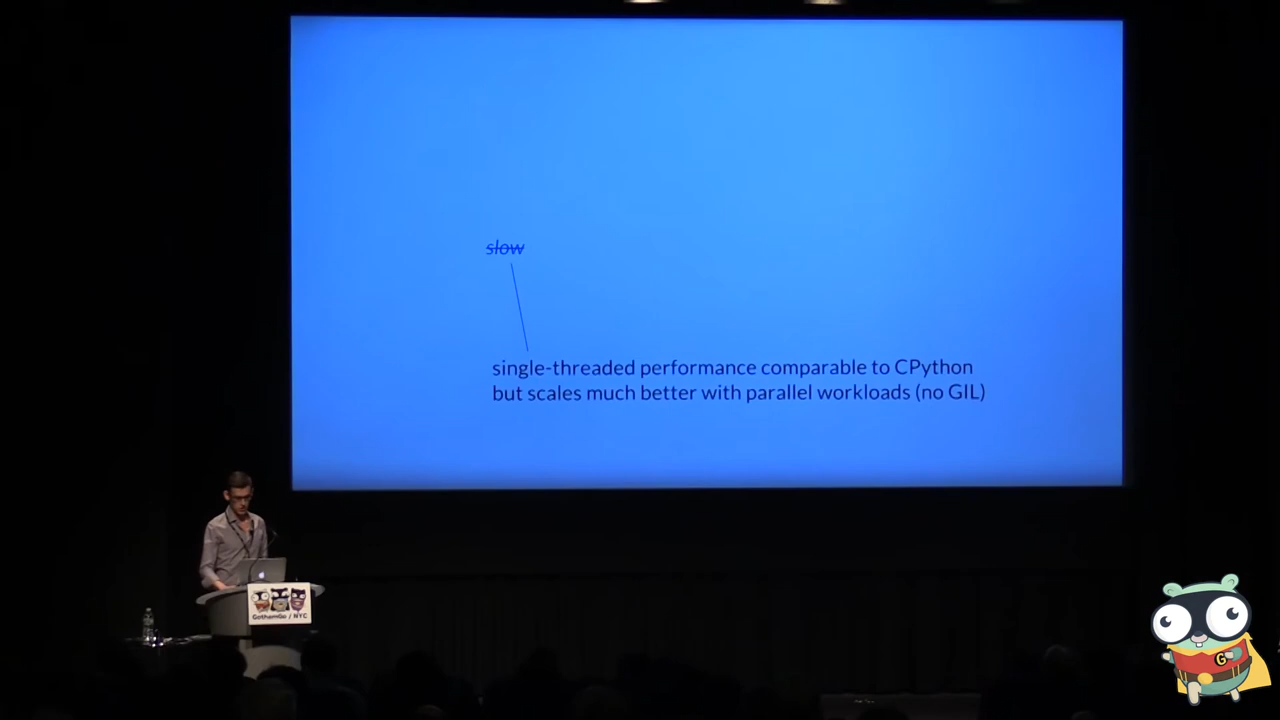 slow
single-threaded performance comparable to CPython
but scales much better with parallel workloads (no GIL)
GothamGo / NYC
G